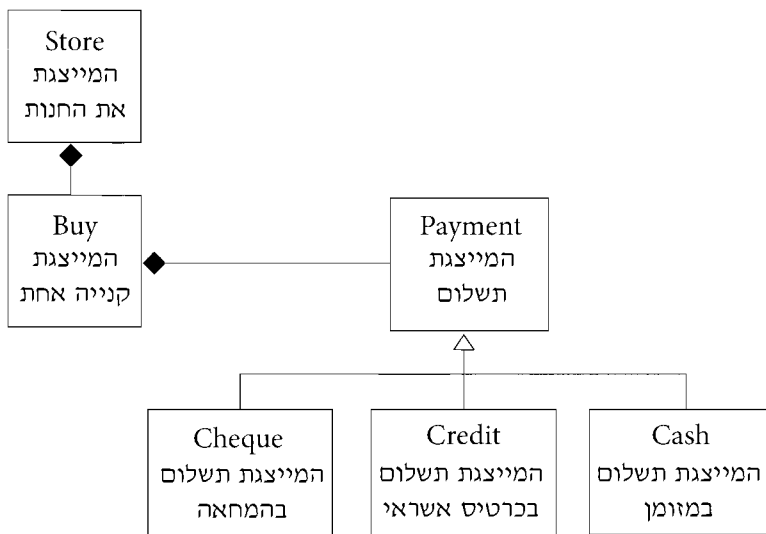 Store
המייצגת
את החנות
Buy
המייצגת
קנייה אחת
Payment
המייצגת
תשלום
Cheque
המייצגת תשלום
בהמחאה
Credit
המייצגת תשלום
בכרטיס אשראי
Cash
המייצגת תשלום
במזומן